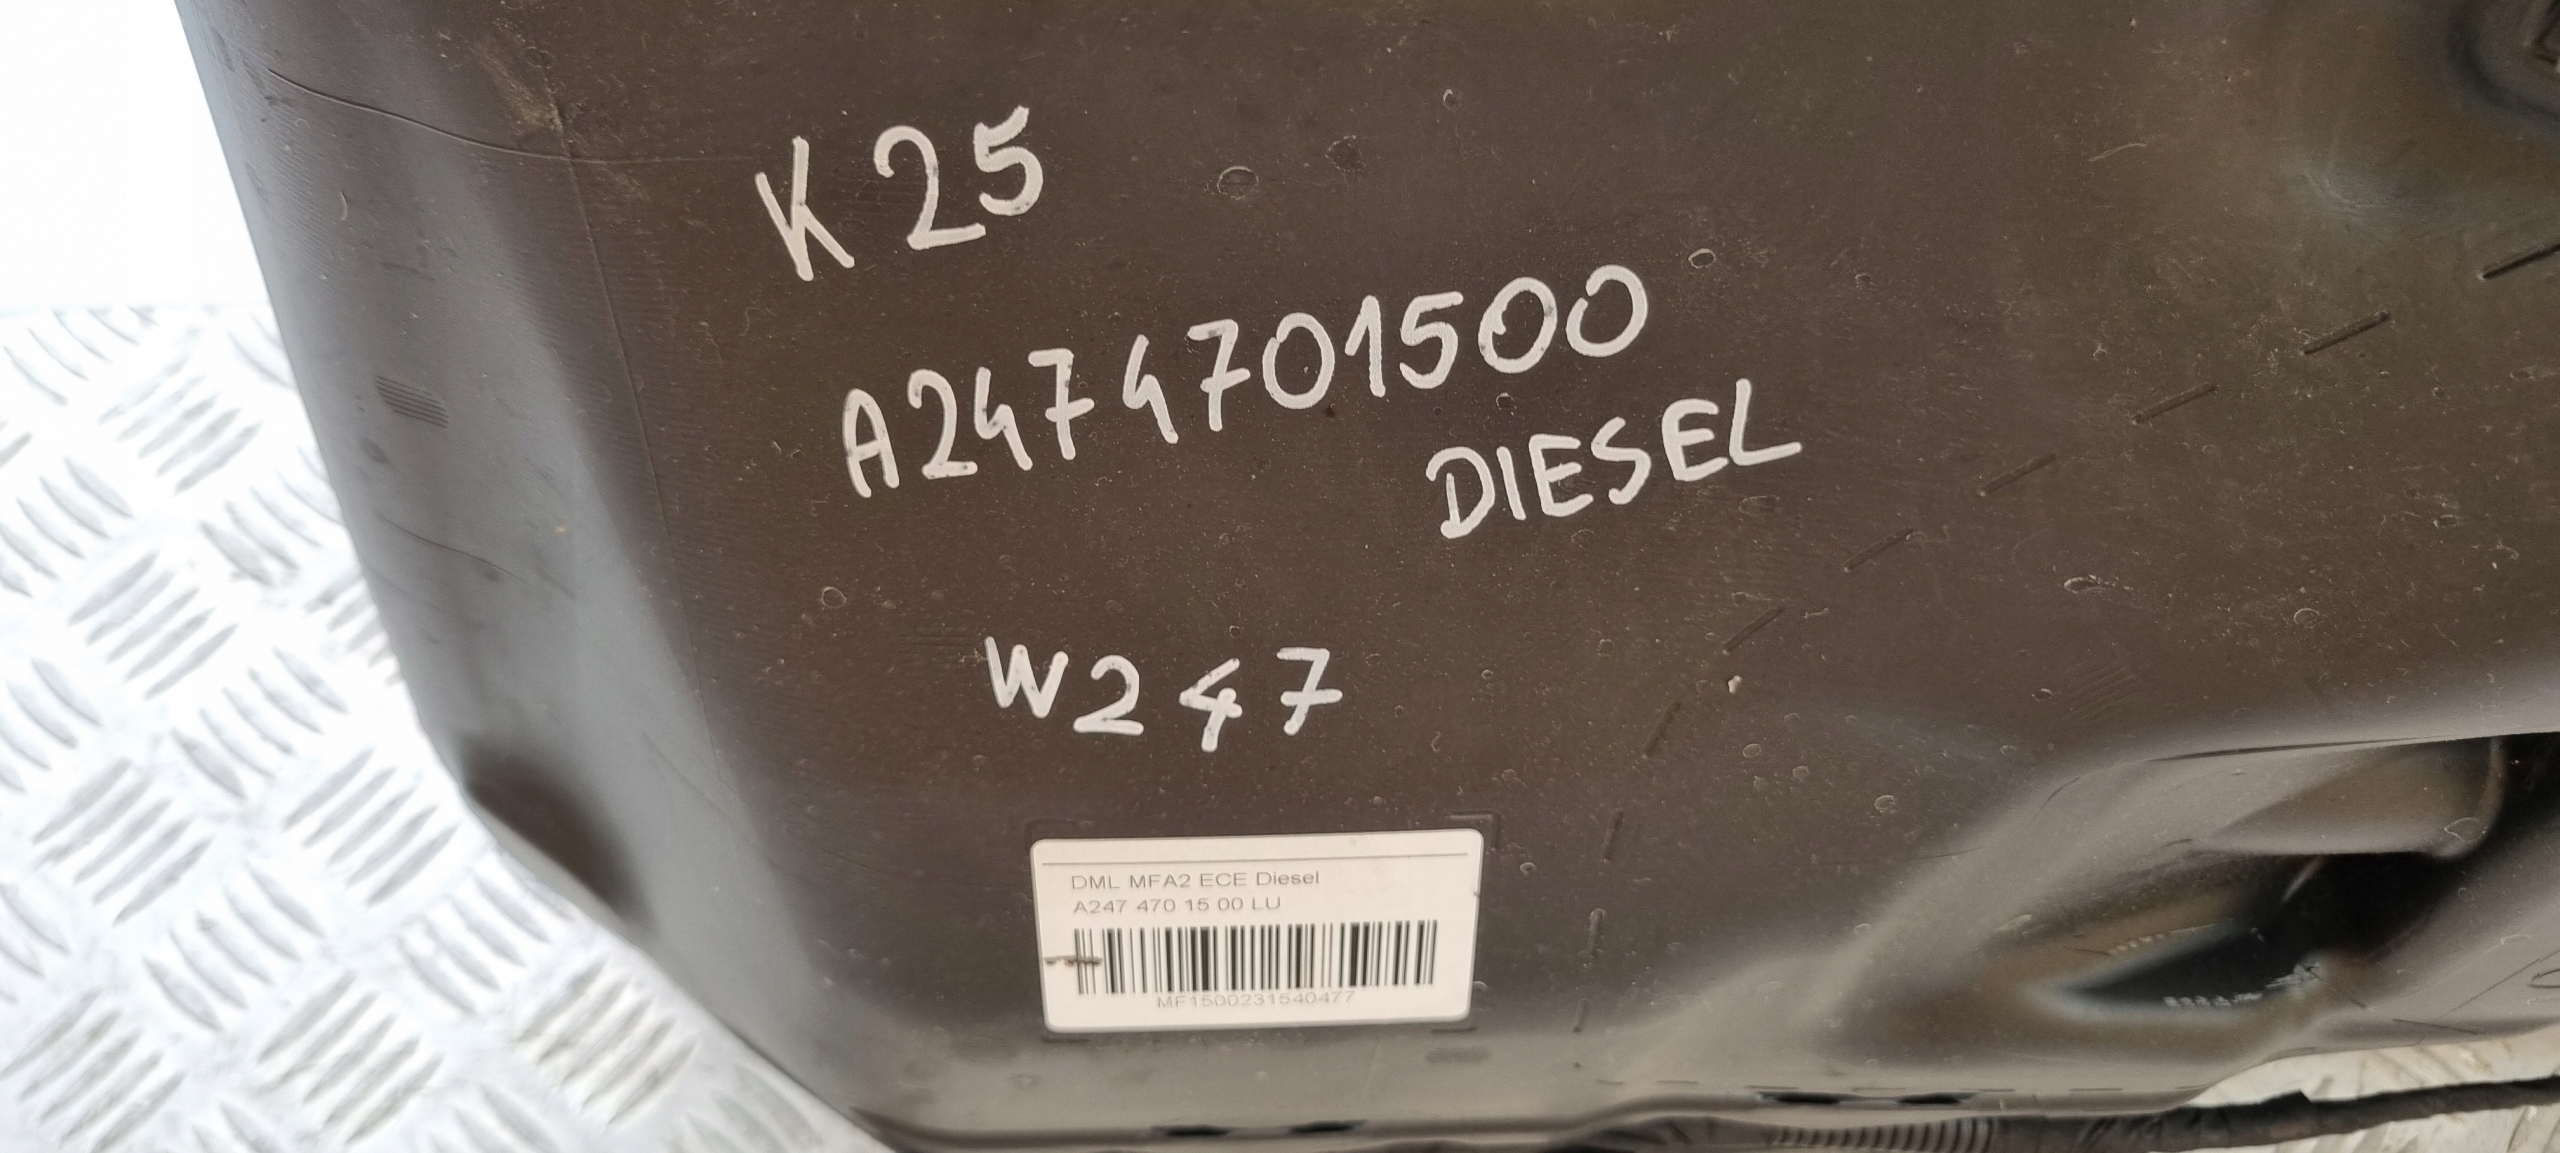 K25
A2474701500
DIESEL
W247
DML MFA2 ECE Diesel
A247 470 15 00 LU
MF1500231540477